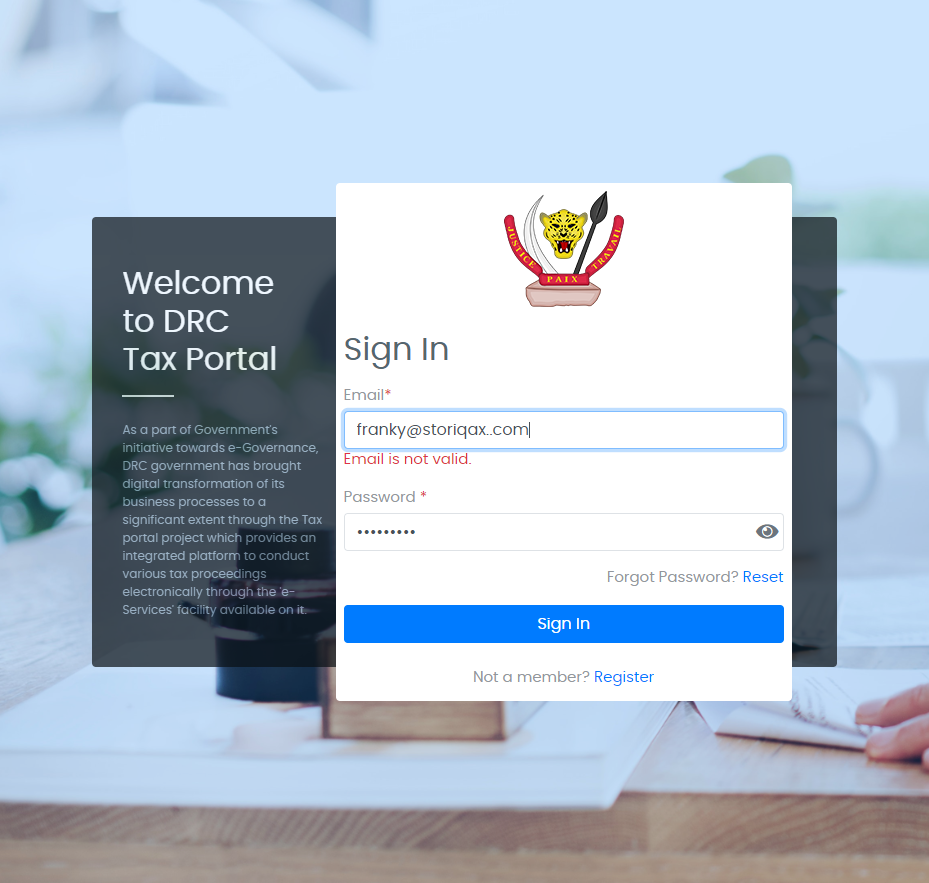 JUSTICE
PAIX
TRAVAIL
Welcome
to DRC
Tax Portal
As a part of Government's
initiative towards e-Governance,
DRC government has brought
digital transformation of its
business processes to a
significant extent through the Tax
portal project which provides an
integrated platform to conduct
various tax proceedings
electronically through the 'e-
Services' facility available on it.
Sign In
Email*
franky@storiqax..com
Email is not valid.
Password *
•••••••••
Forgot Password? Reset
Sign In
Not a member? Register